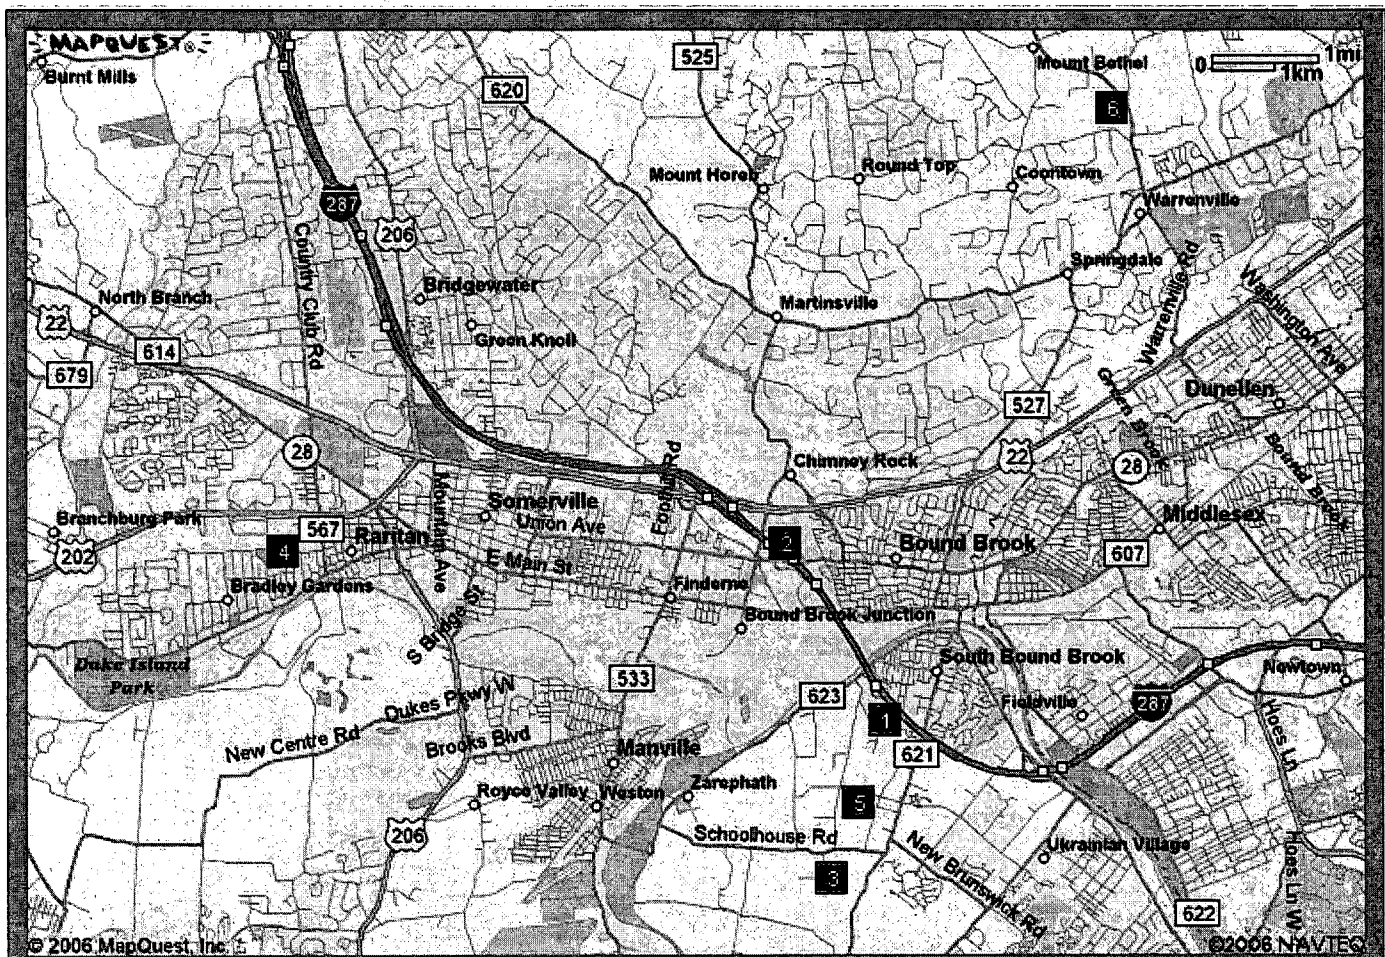 MAPQUEST®
Burnt Mills
525
620
Mount Bethel
0 1mi
1km
6
Mount Horeb
Round Top
Coontown
Warrenville
287
206
County Club Rd
Bridgewater
North Branch
Green Knoll
Martinsville
Springdale
Warrenville Rd
Washington Ave
22
614
679
527
Green Brook
Dunellen
28
22
28
Bound Brook
Foothill Rd
Chimney Rock
Mountain Ave
Somerville
Union Ave
Branchburg Park
202
567
4
Raritan
2
Bound Brook
Middlesex
607
Bradley Gardens
E Main St
Finderne
Bound Brook Junction
S Bridge St
Duke Island
Park
533
623
South Bound Brook
Fieldville
287
Newtown
Dukes Pkwy W
New Centre Rd
Brooks Blvd
Manville
1
621
Hoes Ln
Royce Valley
Weston
Zarephath
5
206
Schoolhouse Rd
3
New Brunswick Rd
Ukrainian Village
Hoes Ln W
622
© 2006 MapQuest, Inc.
©2006 NAVTEQ